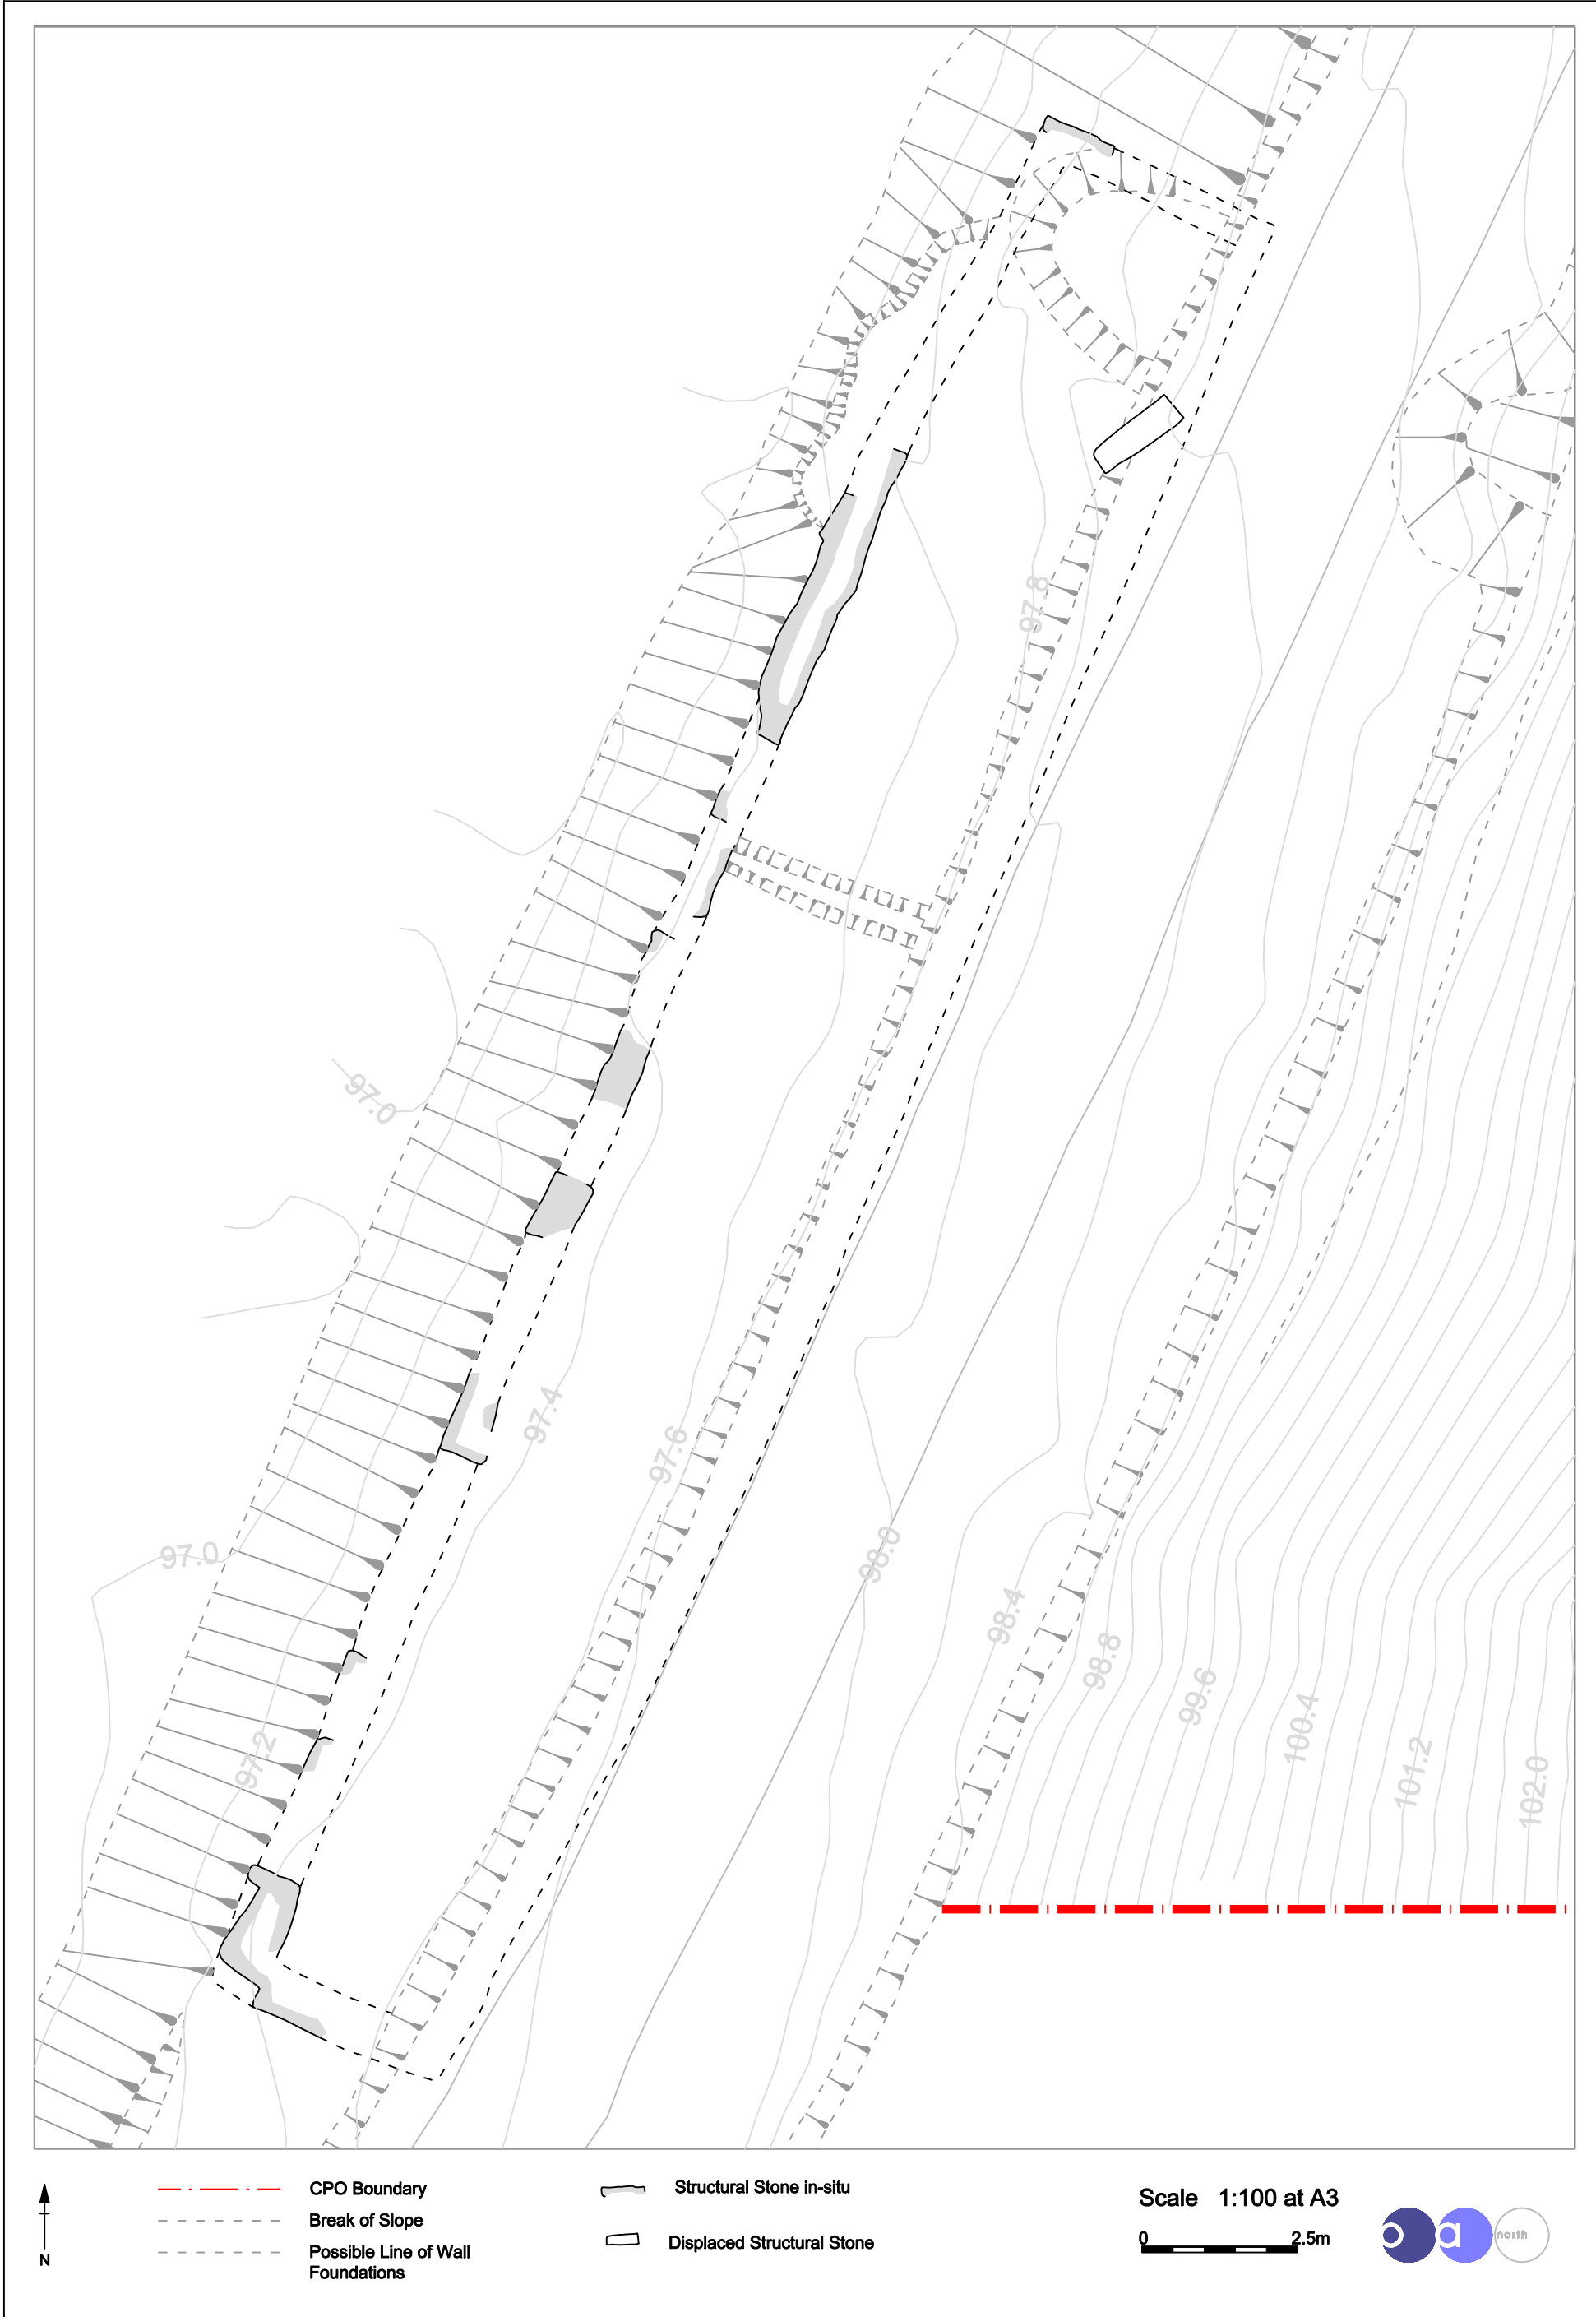 97.8
97.0
97.4
97.6
97.0
98.0
98.4
98.8
99.6
97.2
100.4
101.2
102.0
N
CPO Boundary
Break of Slope
Possible Line of Wall
Foundations
Structural Stone in-situ
Displaced Structural Stone
Scale 1:100 at A3
0 2.5m
oa north